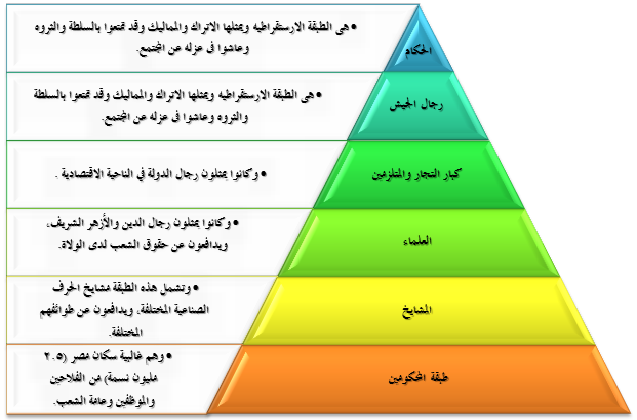 الحكام
• هى الطبقة الارستقراطيه ويمثلها الاتراك والمماليك وقد تمتعوا بالسلطة والثروه
وعاشوا فى عزله عن المجتمع.
رجال الجيش
• هى الطبقة الارستقراطيه ويمثلها الاتراك والمماليك وقد تمتعوا بالسلطة
والثروه وعاشوا فى عزله عن المجتمع.
كبار التجار والمتلزمين
• وكانوا يمثلون رجال الدولة في الناحية الاقتصادية .
العلماء
• وكانوا يمثلون رجال الدين والأزهر الشريف،
ويدافعون عن حقوق الشعب لدى الولاة.
المشايخ
• وتشمل هذه الطبقة مشايخ الحرف
الصناعية المختلفة، ويدافعون عن طوائفهم
المختلفة.
طبقة المحكومين
• وهم غالبية سكان مصر (٢.٥
مليون نسمة) من الفلاحين
والموظفين وعامة الشعب.